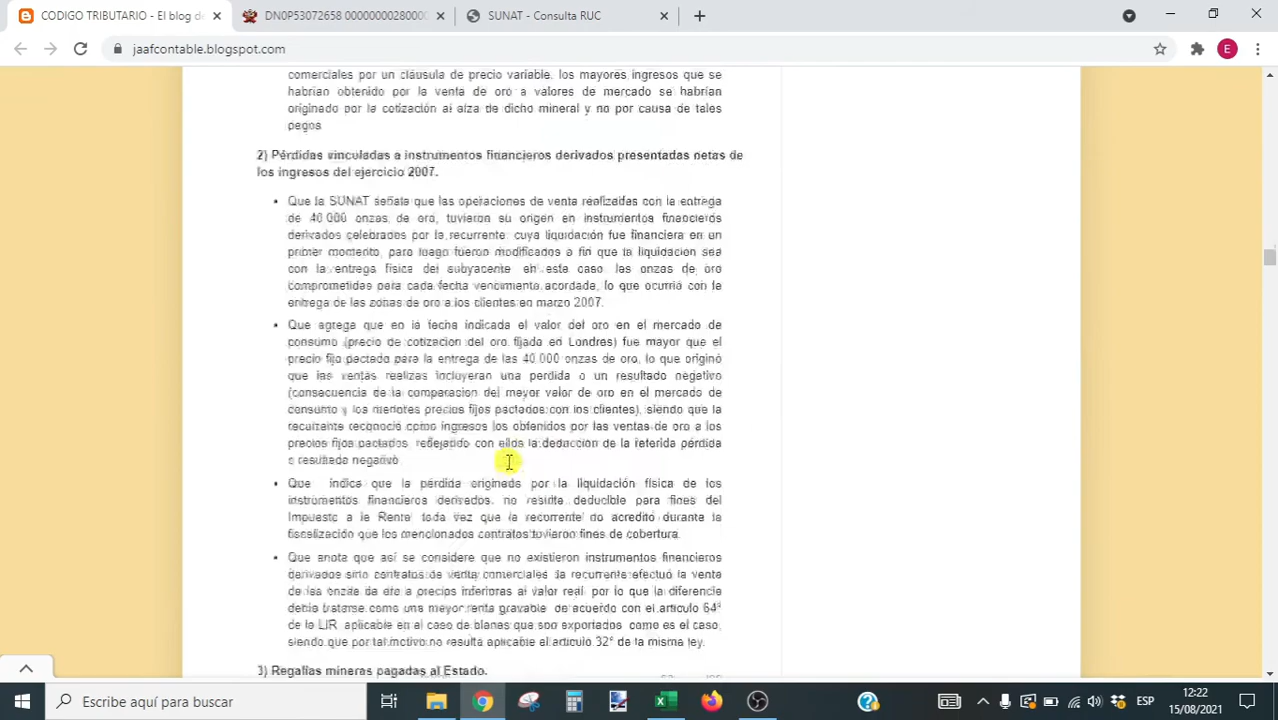 CODIGO TRIBUTARIO - El blog de
DN0P53072658 00000000280000
SUNAT - Consulta RUC
jaafcontable.blogspot.com
E
comerciales por un cláusula de precio variable, los mayores ingresos que se
habrían obtenido por la venta de oro a valores de mercado se habrían
originado por la cotización al alza de dicho mineral y no por causa de tales
pagos
2) Pérdidas vinculadas a instrumentos financieros derivados presentadas netas de
los ingresos del ejercicio 2007.
Que la SUNAT señala que las operaciones de venta realizadas con la entrega
de 40 000 onzas de oro, tuvieron su origen en instrumentos financieros
derivados celebrados por la recurrente cuya liquidación fue financiera en un
primer momento, pero luego fueron modificados a fin que la liquidación sea
con la entrega física del subyacente en este caso las onzas de oro
comprometidas para cada fecha vencimiento acordada, lo que ocurría con la
entrega de las zonas de oro a los clientes en marzo 2007.
Que agrega que en la fecha indicada el valor del oro en el mercado de
consumo (precio de cotización del oro fijada en Londres) fue mayor que el
precio fijo pactado para la entrega de las 40 000 onzas de oro, lo que originó
que las ventas realizas incluyeran una perdida o un resultado negativo
(consecuencia de la comparación del mayor valor de oro en el mercado de
consumo y los menores precios fijos pactados con los clientes), siendo que la
recurrente reconoció como ingresos los obtenidos por las ventas de oro a los
precios fijos pactados reflejando con ellos la deducción de la referida pérdida
o resultado negativo
Que indica que la pérdida originada por la liquidación física de los
instrumentos financieros derivados, no resulta deducible para fines del
Impuesto a la Renta toda vez que la recurrente no acreditó durante la
fiscalización que los mencionados contratos tuvieron fines de cobertura.
Que anota que así se considere que no existieron instrumentos financieros
derivados sino contratos de venta comerciales la recurrente efectuó la venta
de las onzas de oro a precios inferiores al valor real por lo que la diferencia
debía tratarse como una mayor renta gravable de acuerdo con el artículo 64°
de la LIR aplicable en el caso de bienes que son exportados como es el caso,
siendo que por tal motivo no resulta aplicable el artículo 32° de la misma ley.
3) Regalías mineras pagadas al Estado.
Escribe aquí para buscar
ESP
12:22
15/08/2021